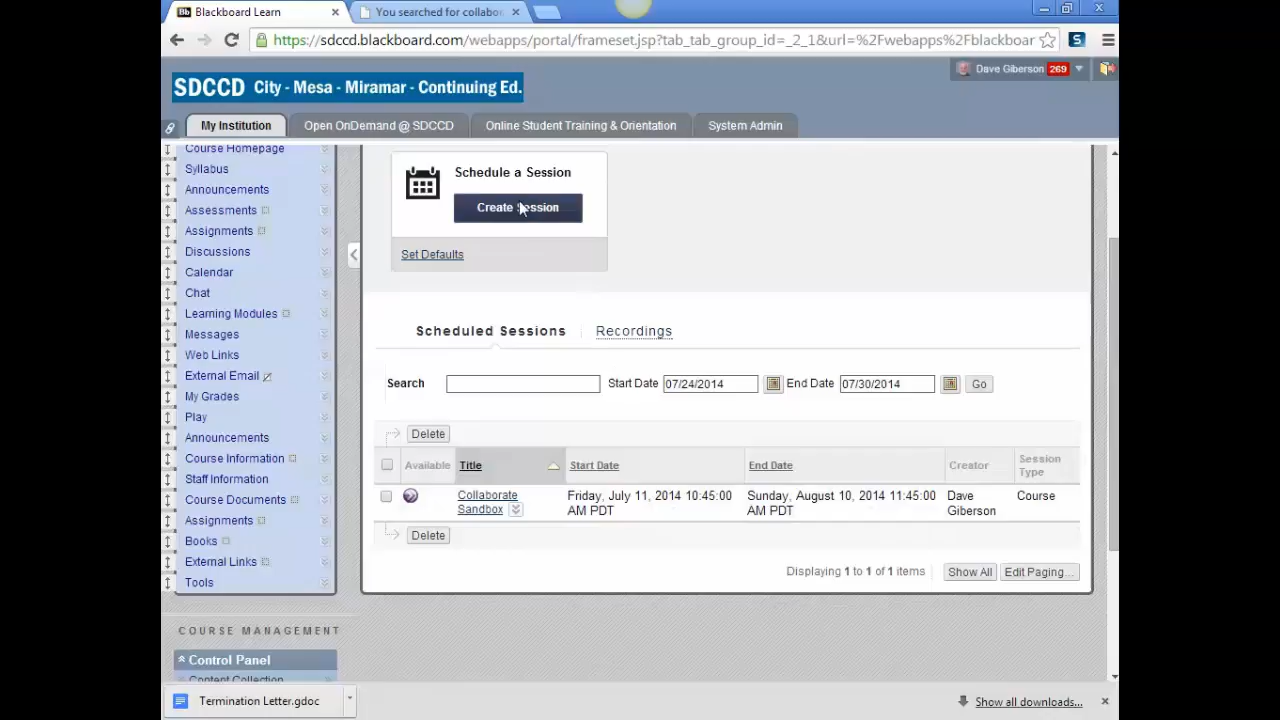 Blackboard Learn
You searched for collabo
https://sdccd.blackboard.com/webapps/portal/frameset.jsp?tab_tab_group_id=_2_1&url=%2Fwebapps%2Fblackboar
Dave Giberson 269
SDCCD City - Mesa - Miramar - Continuing Ed.
My Institution
Open OnDemand @ SDCCD
Online Student Training & Orientation
System Admin
Course Homepage
Syllabus
Announcements
Assessments
Assignments
Discussions
Calendar
Chat
Learning Modules
Messages
Web Links
External Email
My Grades
Play
Announcements
Course Information
Staff Information
Course Documents
Assignments
Books
External Links
Tools
COURSE MANAGEMENT
Control Panel
Content Collection
Schedule a Session
Create Session
Set Defaults
Scheduled Sessions
Recordings
Search
Start Date 07/24/2014
End Date 07/30/2014
Go
Delete
Available Title Start Date End Date Creator Session
Type
Collaborate Friday, July 11, 2014 10:45:00 Sunday, August 10, 2014 11:45:00 Dave Course
Sandbox AM PDT AM PDT Giberson
Delete
Displaying 1 to 1 of 1 items
Show All
Edit Paging...
Termination Letter.gdoc
Show all downloads...